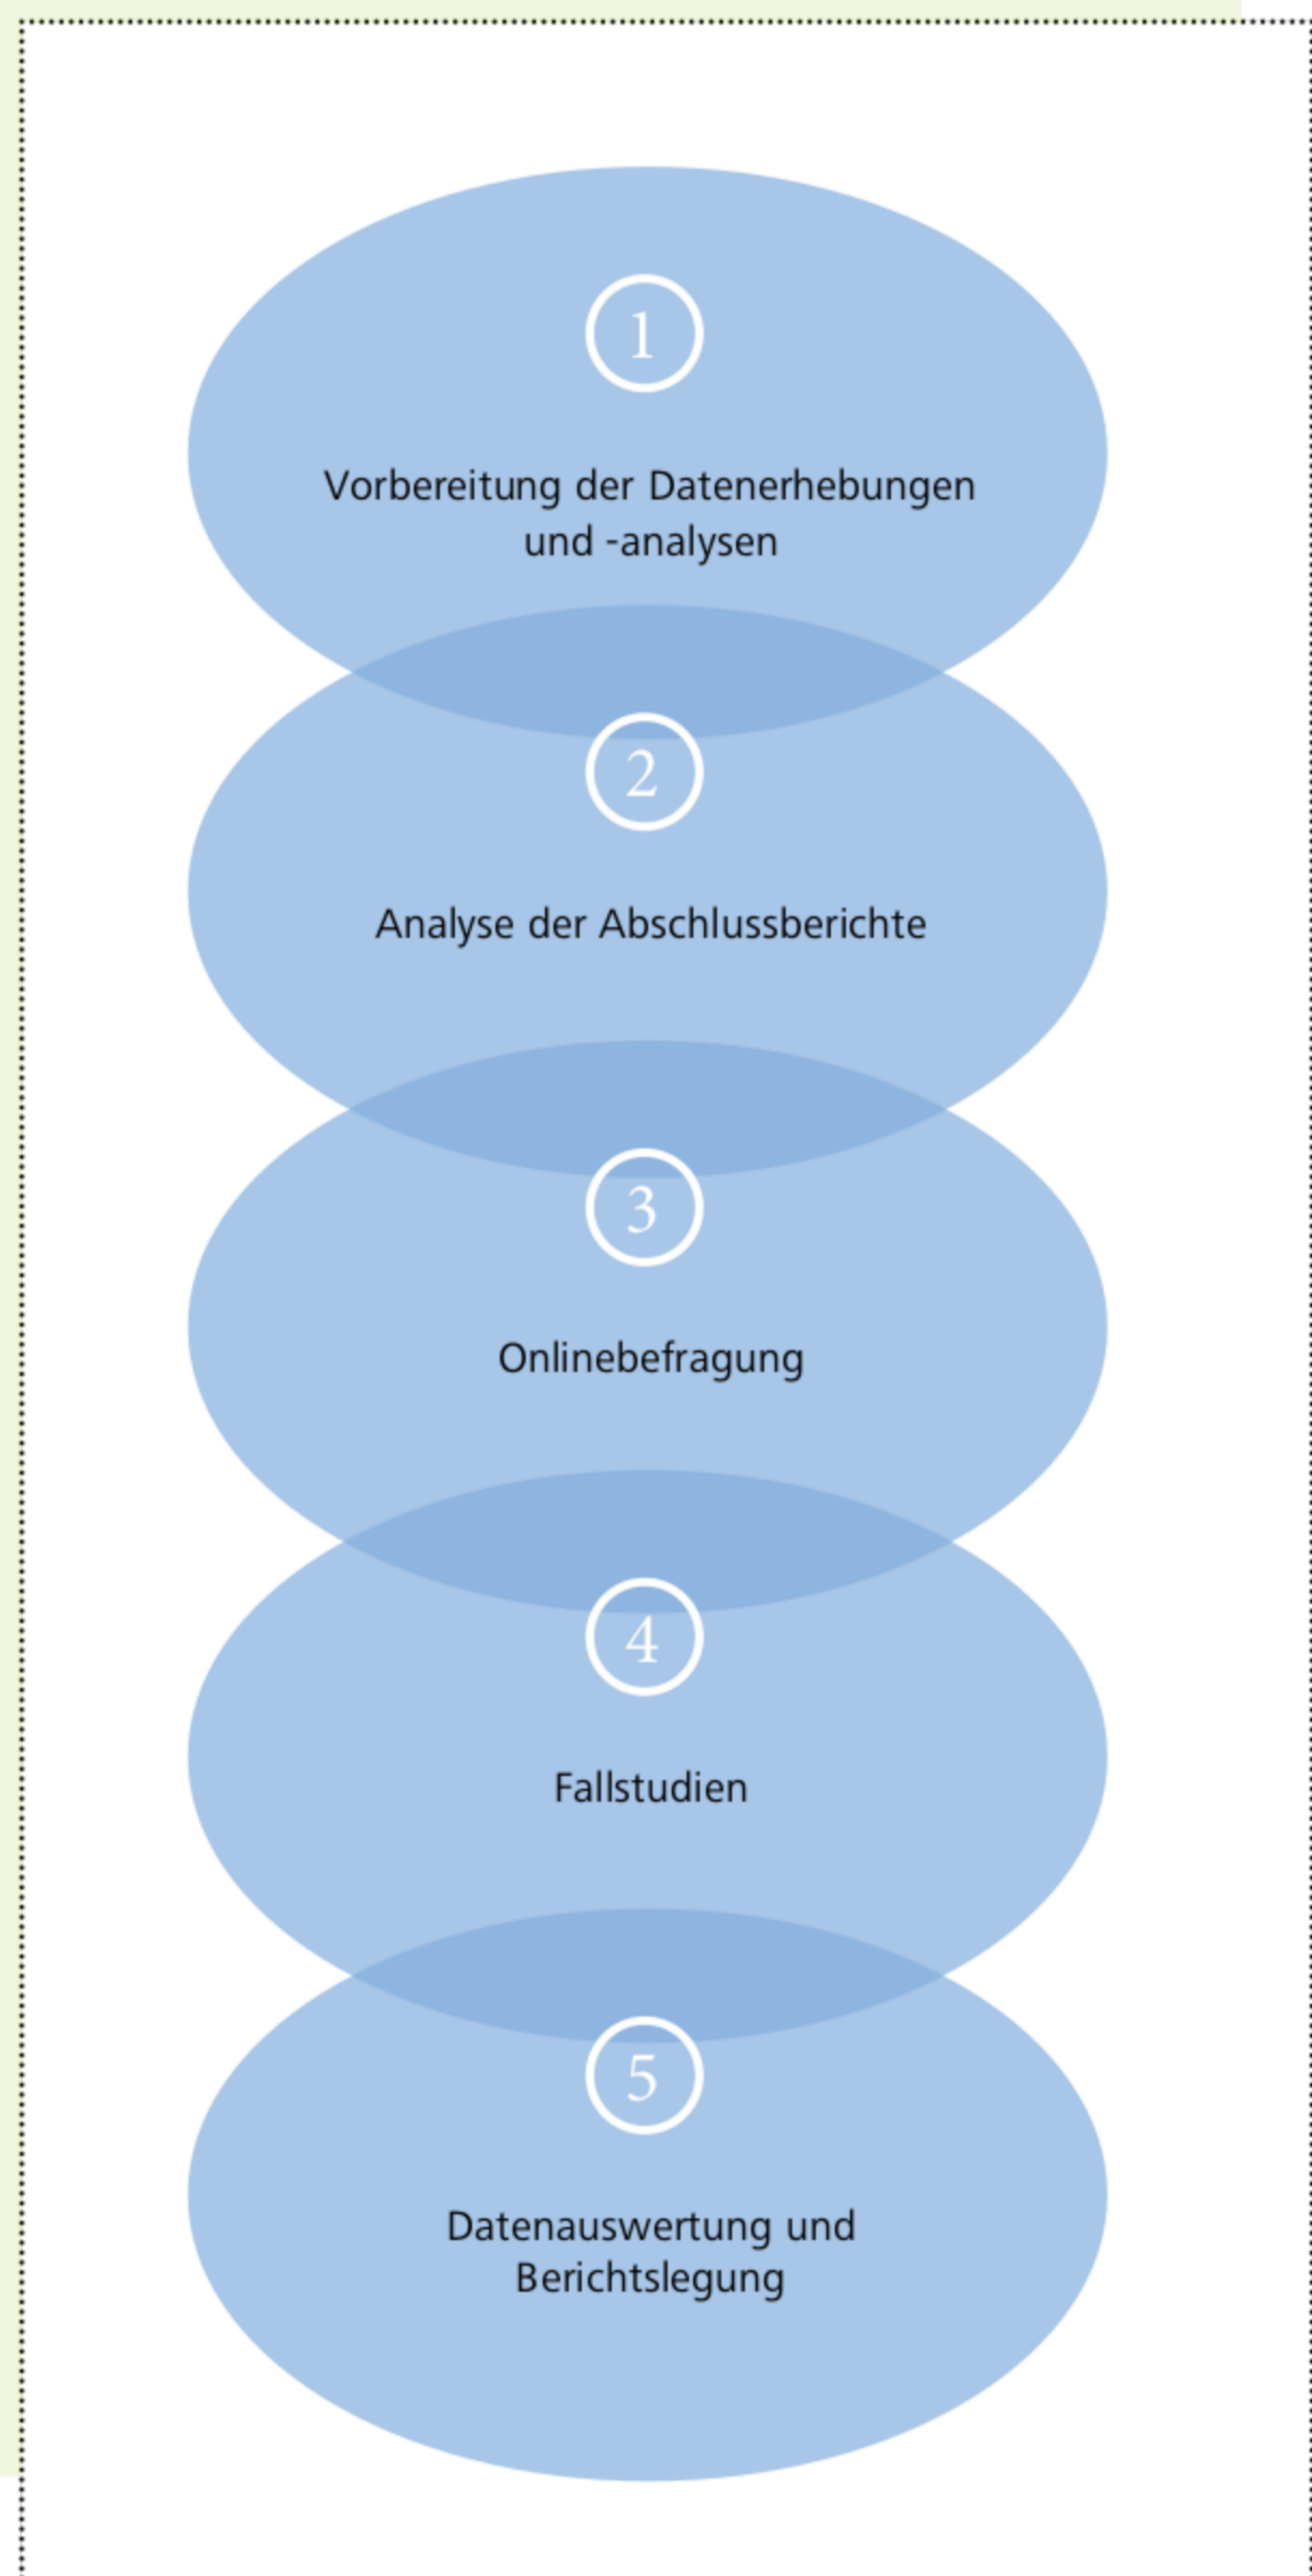 1
Vorbereitung der Datenerhebungen
und -analysen
2
Analyse der Abschlussberichte
3
Onlinebefragung
4
Fallstudien
5
Datenauswertung und
Berichtslegung